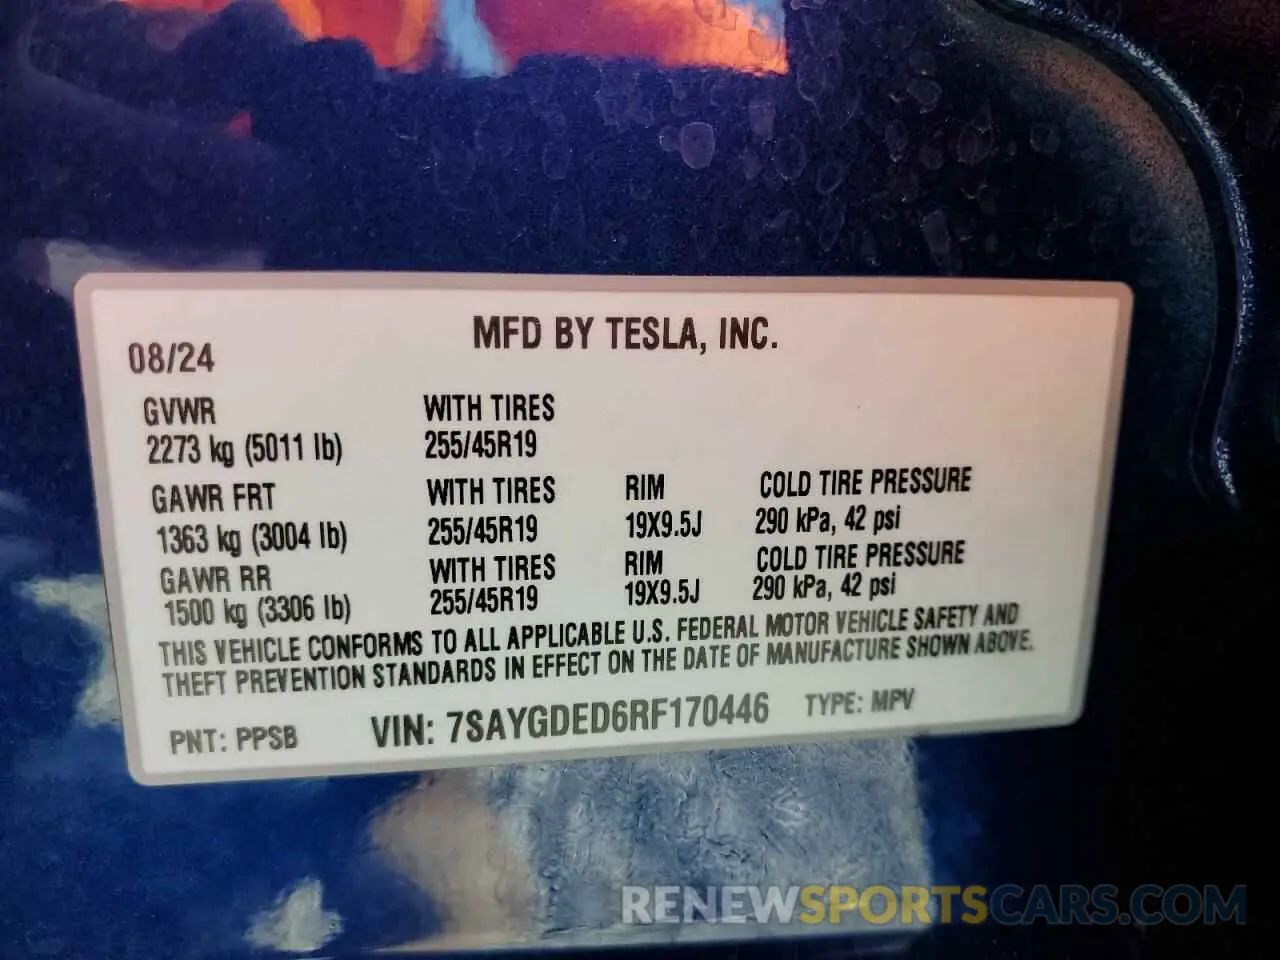 MFD BY TESLA, INC.
08/24
GVWR WITH TIRES
2273 kg (5011 lb) 255/45R19
GAWR FRT WITH TIRES RIM COLD TIRE PRESSURE
1363 kg (3004 lb) 255/45R19 19X9.5J 290 kPa, 42 psi
GAWR RR WITH TIRES RIM COLD TIRE PRESSURE
1500 kg (3306 lb) 255/45R19 19X9.5J 290 kPa, 42 psi
THIS VEHICLE CONFORMS TO ALL APPLICABLE U.S. FEDERAL MOTOR VEHICLE SAFETY AND
THEFT PREVENTION STANDARDS IN EFFECT ON THE DATE OF MANUFACTURE SHOWN ABOVE.
PNT: PPSB VIN: 7SAYGDED6RF170446 TYPE: MPV
RENEWSPORTSCARS.COM